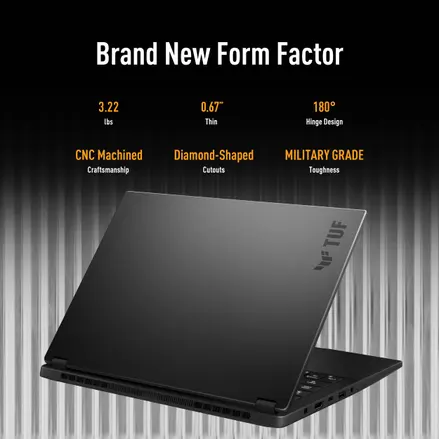 Brand New Form Factor
3.22
lbs
0.67"
Thin
180°
Hinge Design
CNC Machined
Craftsmanship
Diamond-Shaped
Cutouts
MILITARY GRADE
Toughness
TUF